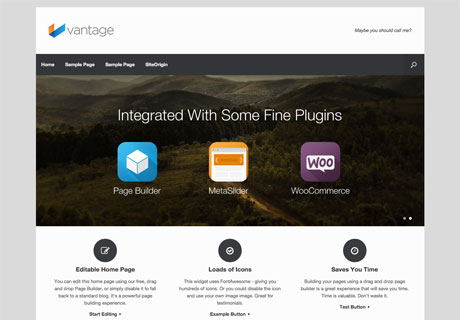 vantage
Maybe you should call me?
Home Sample Page Sample Page SiteOrigin
Integrated With Some Fine Plugins
WOO
Page Builder MetaSlider WooCommerce
Editable Home Page
You can edit this home page using our free, drag
and drop Page Builder, or simply disable it to fall
back to a standard blog. It's a powerful page
building experience.
Start Editing
Loads of Icons
This widget uses FontAwesome - giving you
hundreds of icons. Or you could disable the icon
and use your own image image. Great for
testimonials.
Example Button
Saves You Time
Building your pages using a drag and drop page
builder is a great experience that will save you time.
Time is valuable. Don't waste it.
Test Button